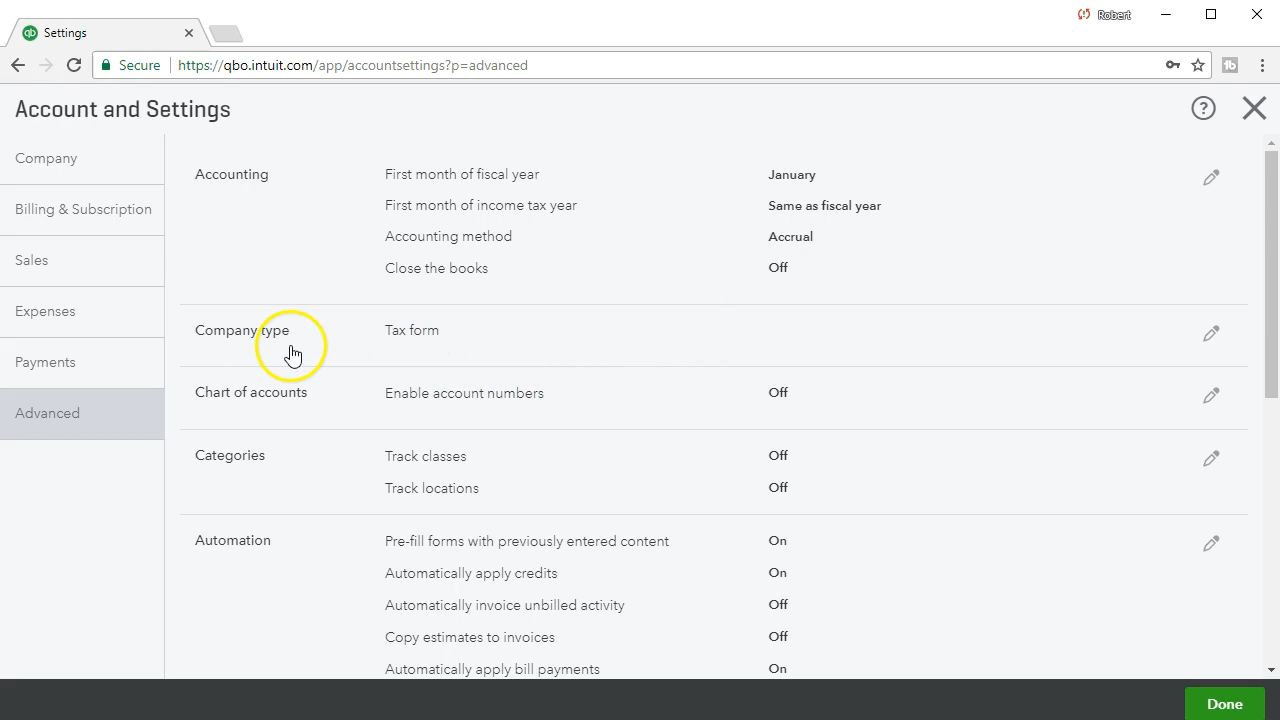 Settings
Robert
Secure https://qbo.intuit.com/app/accountsettings?p=advanced
Account and Settings
Company
Billing & Subscription
Sales
Expenses
Payments
Advanced
Accounting
First month of fiscal year January
First month of income tax year Same as fiscal year
Accounting method Accrual
Close the books Off
Company type Tax form
Chart of accounts Enable account numbers Off
Categories Track classes Off
Track locations Off
Automation Pre-fill forms with previously entered content On
Automatically apply credits On
Automatically invoice unbilled activity Off
Copy estimates to invoices Off
Automatically apply bill payments On
Done